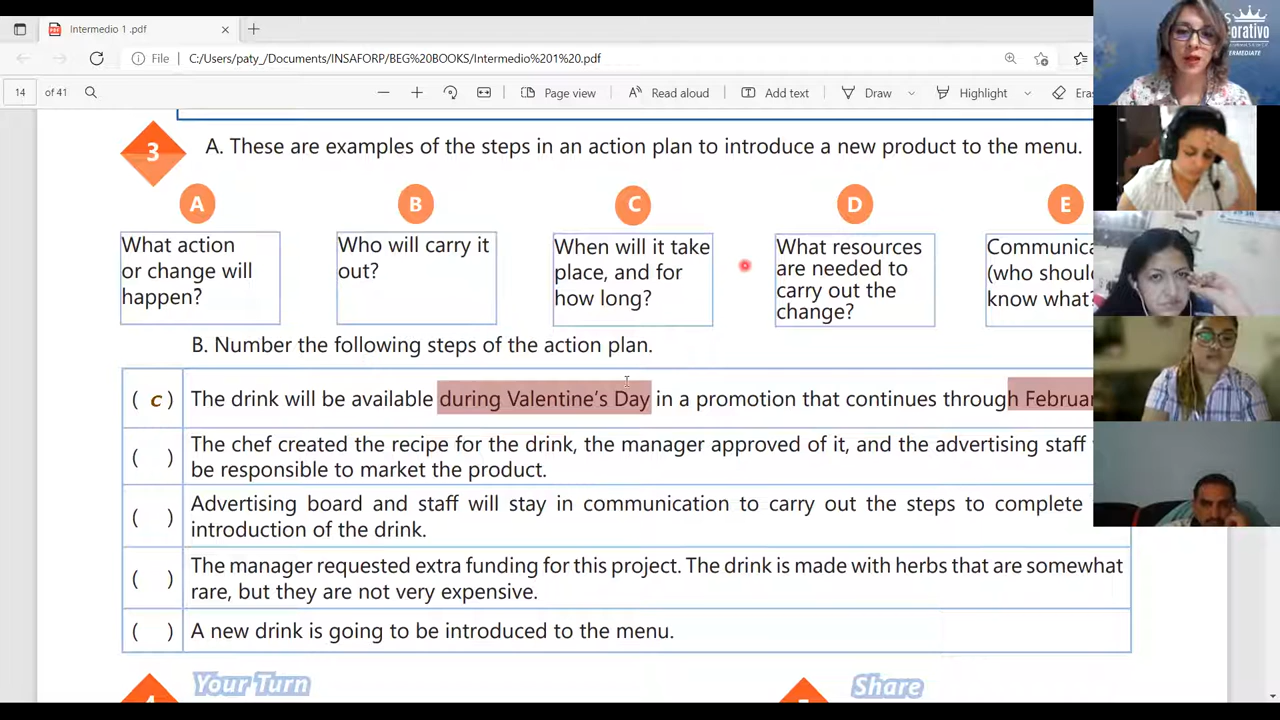 Intermedio 1 .pdf
File
C:/Users/paty_/Documents/INSAFORP/BEG%20BOOKS/Intermedio%20I%20.pdf
14 of 41
Page view
Read aloud
Add text
Draw
Highlight
3
A. These are examples of the steps in an action plan to introduce a new product to the menu.
A
B
C
D
E
What action
or change will
happen?
Who will carry it
out?
When will it take
place, and for
how long?
What resources
are needed to
carry out the
change?
(who should
know what?
B. Number the following steps of the action plan.
( c ) The drink will be available during Valentine's Day in a promotion that continues through
( ) The chef created the recipe for the drink, the manager approved of it, and the advertising staff
be responsible to market the product.
( ) Advertising board and staff will stay in communication to carry out the steps to complete
introduction of the drink.
( ) The manager requested extra funding for this project. The drink is made with herbs that are somewhat
rare, but they are not very expensive.
( ) A new drink is going to be introduced to the menu.
4
Your Turn
Share